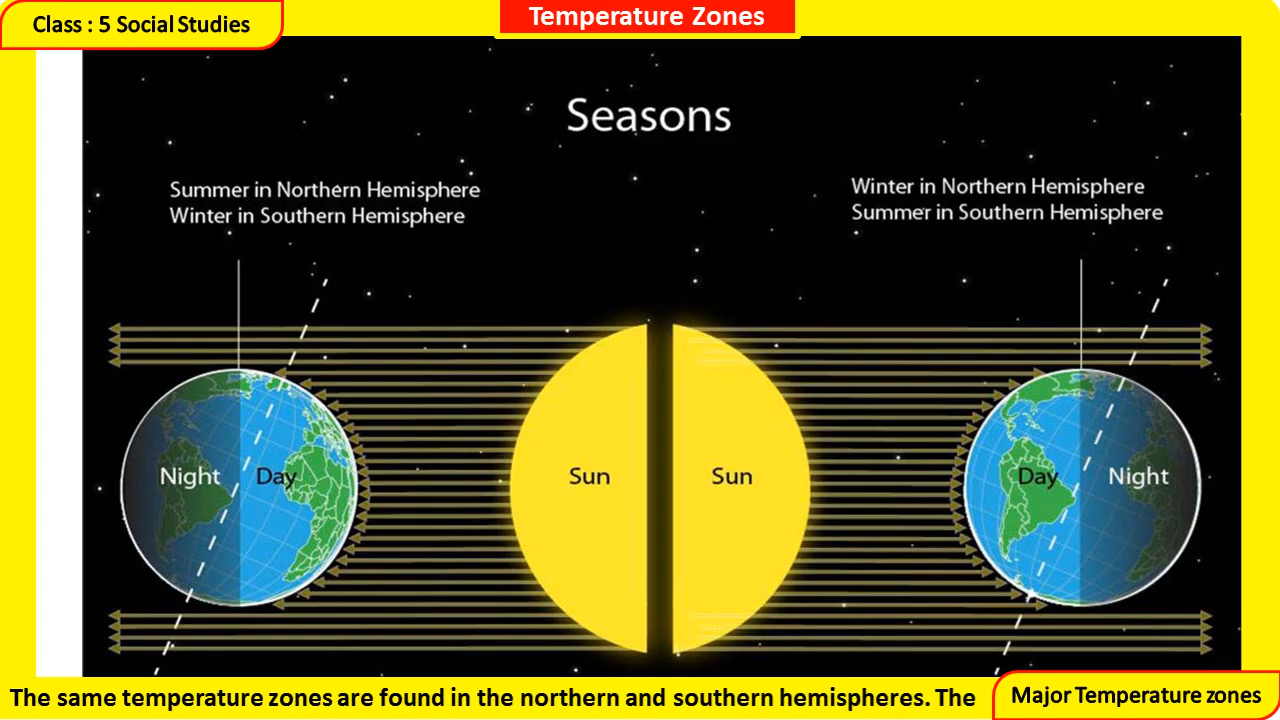 Class : 5 Social Studies
Temperature Zones
Seasons
Summer in Northern Hemisphere
Winter in Southern Hemisphere
Winter in Northern Hemisphere
Summer in Southern Hemisphere
Night
Day
Sun
Sun
Day
Night
The same temperature zones are found in the northern and southern hemispheres. The
Major Temperature zones